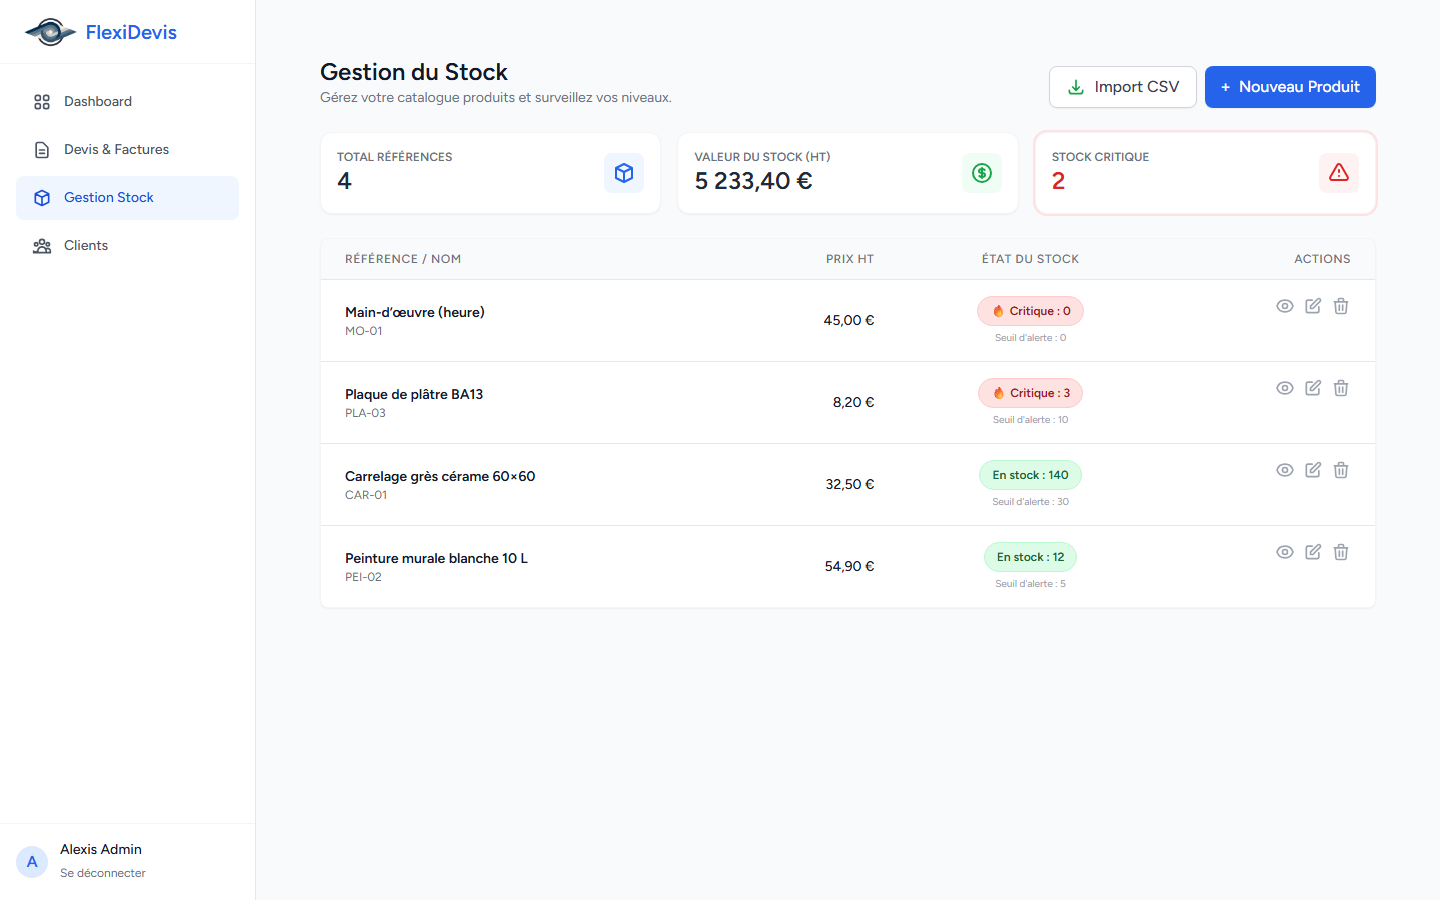 FlexiDevis
Dashboard
Devis & Factures
Gestion Stock
Clients
Gestion du Stock
Gérez votre catalogue produits et surveillez vos niveaux.
Import CSV
+ Nouveau Produit
TOTAL RÉFÉRENCES
4
VALEUR DU STOCK (HT)
5 233,40 €
STOCK CRITIQUE
2
RÉFÉRENCE / NOM PRIX HT ÉTAT DU STOCK ACTIONS
Main-d’œuvre (heure)
MO-01
45,00 €
🔥 Critique : 0
Seuil d'alerte : 0
Plaque de plâtre BA13
PLA-03
8,20 €
🔥 Critique : 3
Seuil d'alerte : 10
Carrelage grès cérame 60×60
CAR-01
32,50 €
En stock : 140
Seuil d'alerte : 30
Peinture murale blanche 10 L
PEI-02
54,90 €
En stock : 12
Seuil d'alerte : 5
A
Alexis Admin
Se déconnecter